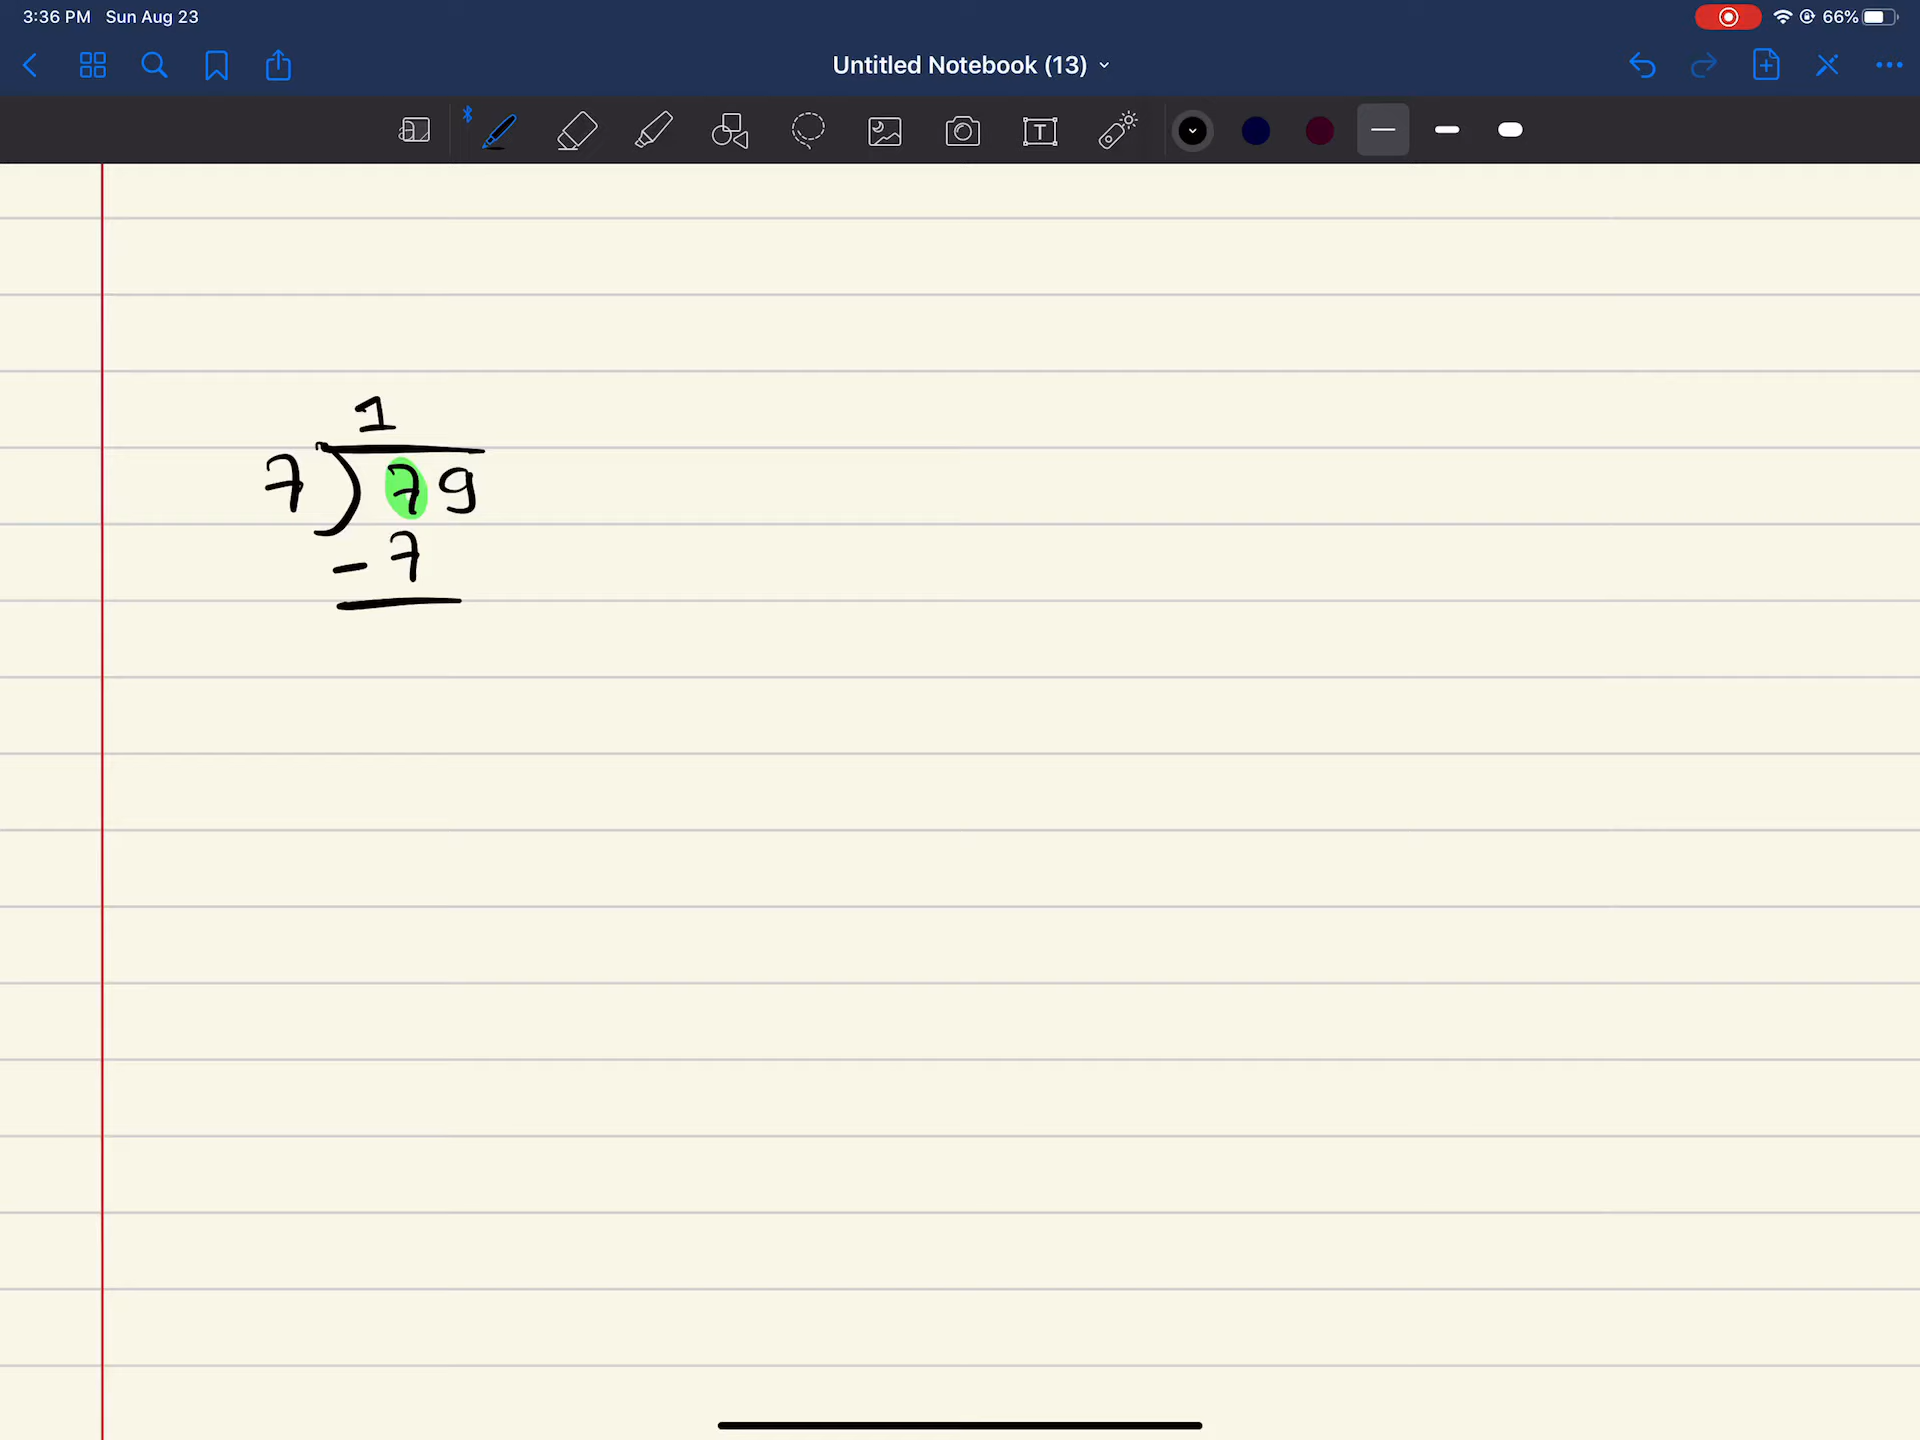 3:36 PM Sun Aug 23 66%
Untitled Notebook (13)
T
1
7 ) 79
- 7